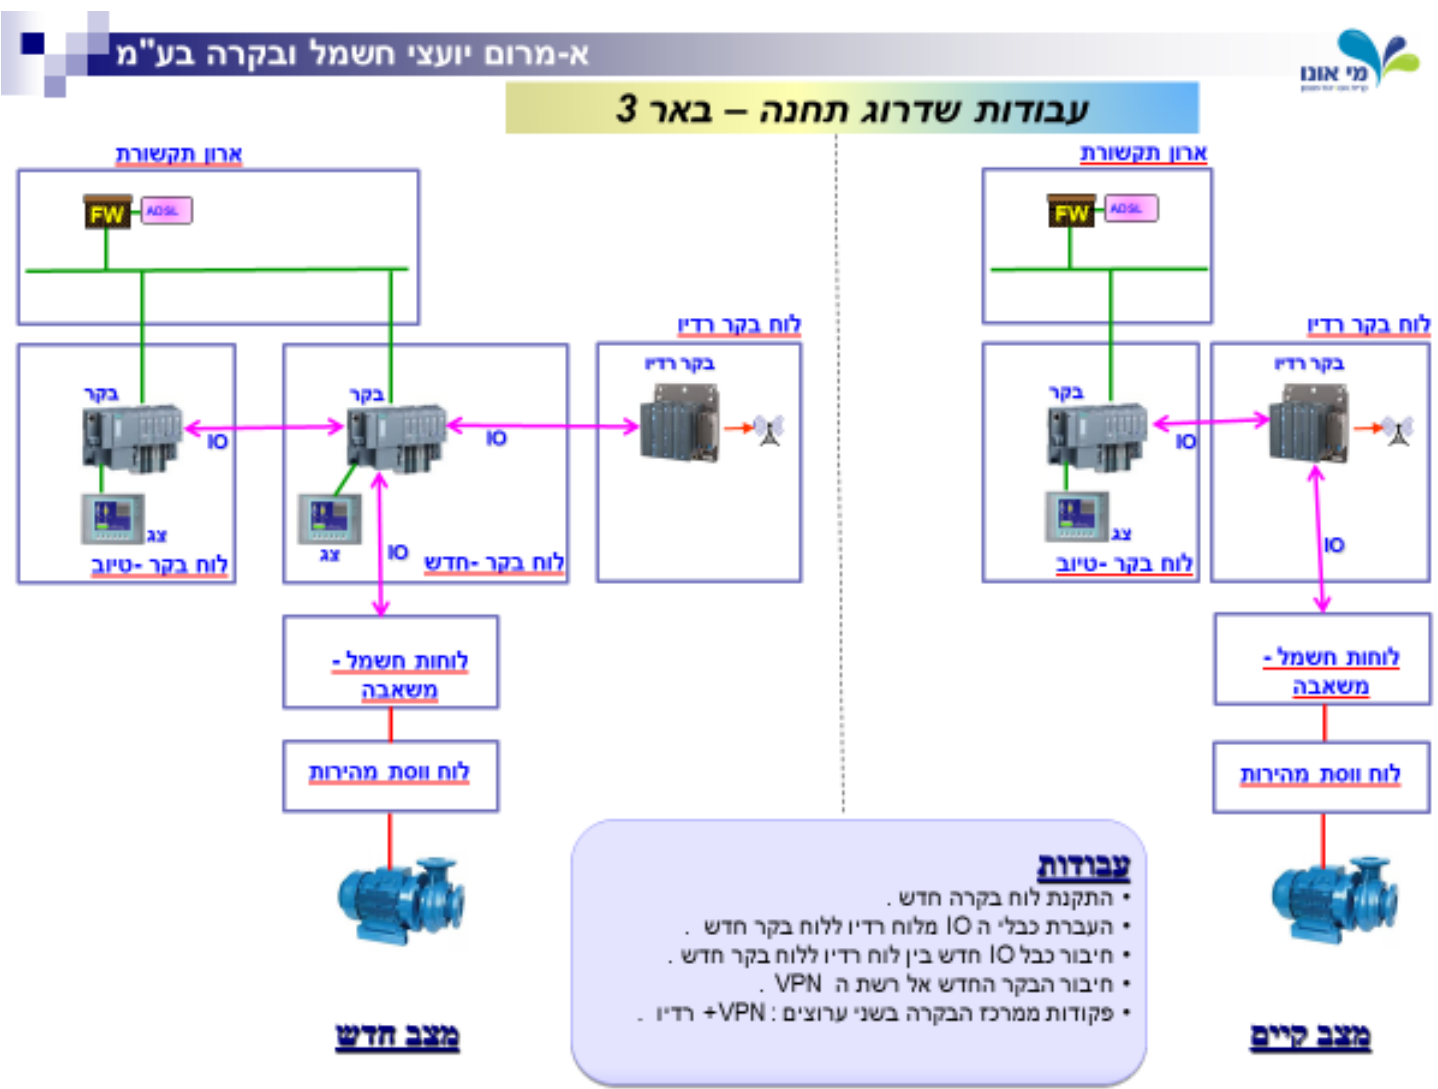 א-מרום יועצי חשמל ובקרה בע"מ
מי אונו
עבודות שדרוג תחנה – באר 3
ארון תקשורת
FW
ADSL
לוח בקר רדיו
בקר רדיו
בקר
IO
צג
לוח בקר -טיוב
IO
לוחות חשמל -
משאבה
לוח ווסת מהירות
מצב קיים
ארון תקשורת
FW
ADSL
לוח בקר רדיו
בקר רדיו
בקר
IO
צג
IO
לוח בקר -חדש
בקר
IO
צג
לוח בקר -טיוב
לוחות חשמל -
משאבה
לוח ווסת מהירות
מצב חדש
עבודות
• התקנת לוח בקרה חדש .
• העברת כבלי ה IO מלוח רדיו ללוח בקר חדש .
• חיבור כבל IO חדש בין לוח רדיו ללוח בקר חדש .
• חיבור הבקר החדש אל רשת ה VPN .
• פקודות ממרכז הבקרה בשני ערוצים : VPN+ רדיו .